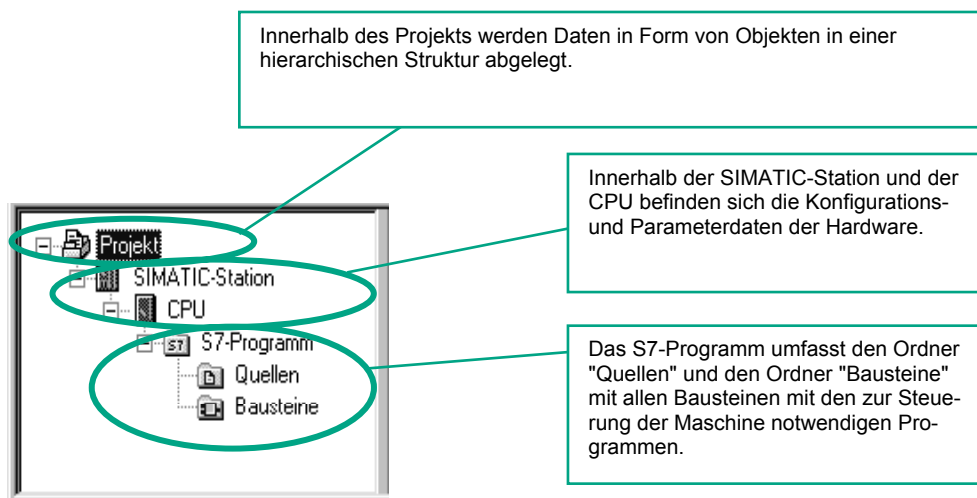 Innerhalb des Projekts werden Daten in Form von Objekten in einer
hierarchischen Struktur abgelegt.
Innerhalb der SIMATIC-Station und der
CPU befinden sich die Konfigurations-
und Parameterdaten der Hardware.
Projekt
SIMATIC-Station
CPU
S7 S7-Programm
Quellen
Bausteine
Das S7-Programm umfasst den Ordner
"Quellen" und den Ordner "Bausteine"
mit allen Bausteinen mit den zur Steue-
rung der Maschine notwendigen Pro-
grammen.